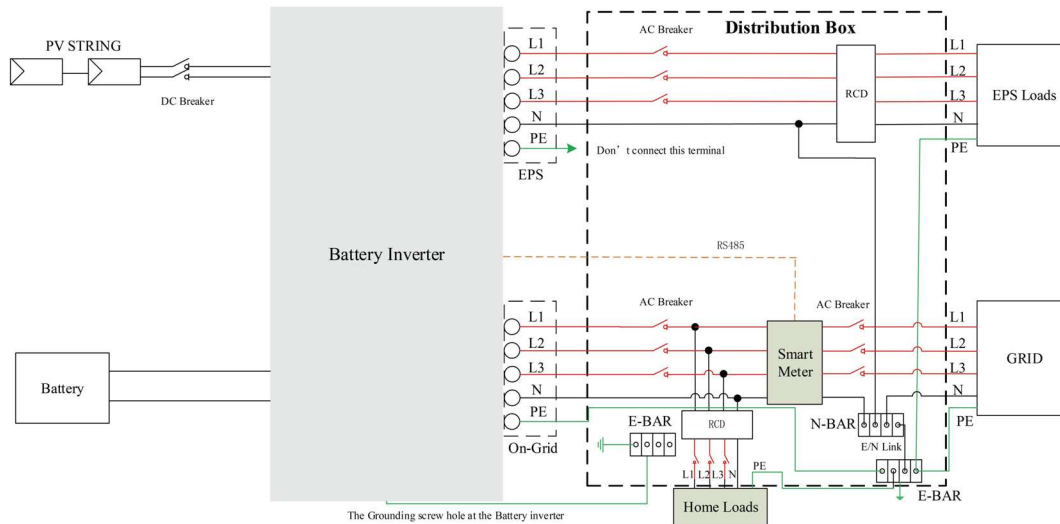 Distribution Box
PV STRING
DC Breaker
L1
L2
L3
N
PE
EPS
AC Breaker
RCD
L1
L2
L3
N
PE
EPS Loads
Don't connect this terminal
Battery Inverter
RS485
Battery
L1
L2
L3
N
PE
On-Grid
AC Breaker
AC Breaker
Smart
Meter
L1
L2
L3
N
PE
GRID
E-BAR
RCD
N-BAR
E/N Link
L1 L2 L3 N
PE
E-BAR
Home Loads
The Grounding screw hole at the Battery inverter